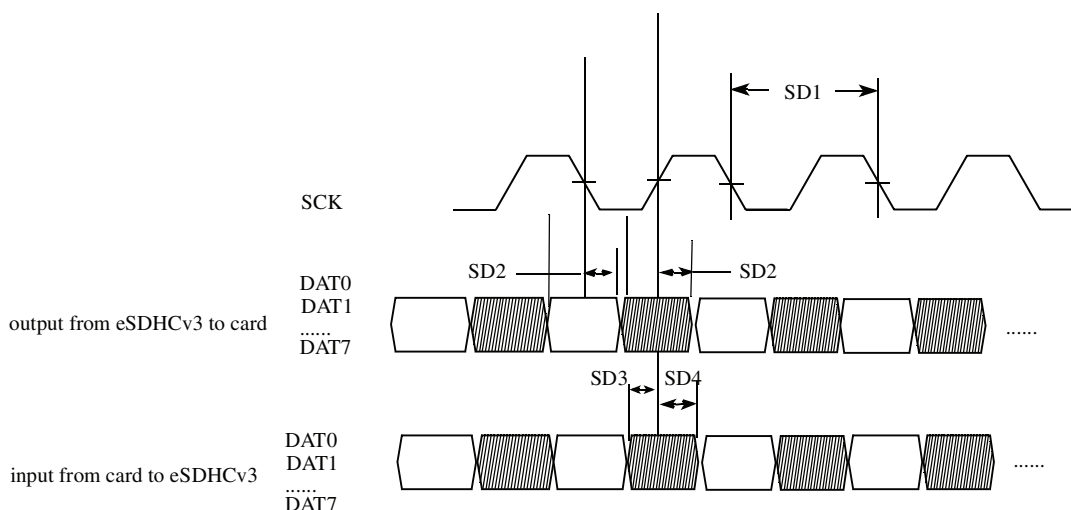 SD1
SCK
SD2
SD2
DAT0
DAT1
......
DAT7
output from eSDHCv3 to card
......
SD3
SD4
DAT0
DAT1
......
DAT7
input from card to eSDHCv3
......